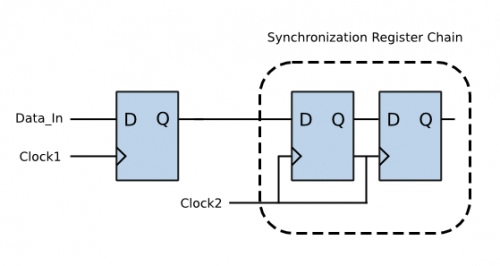 Synchronization Register Chain
Data_In
D Q
D Q
D Q
Clock1
Clock2